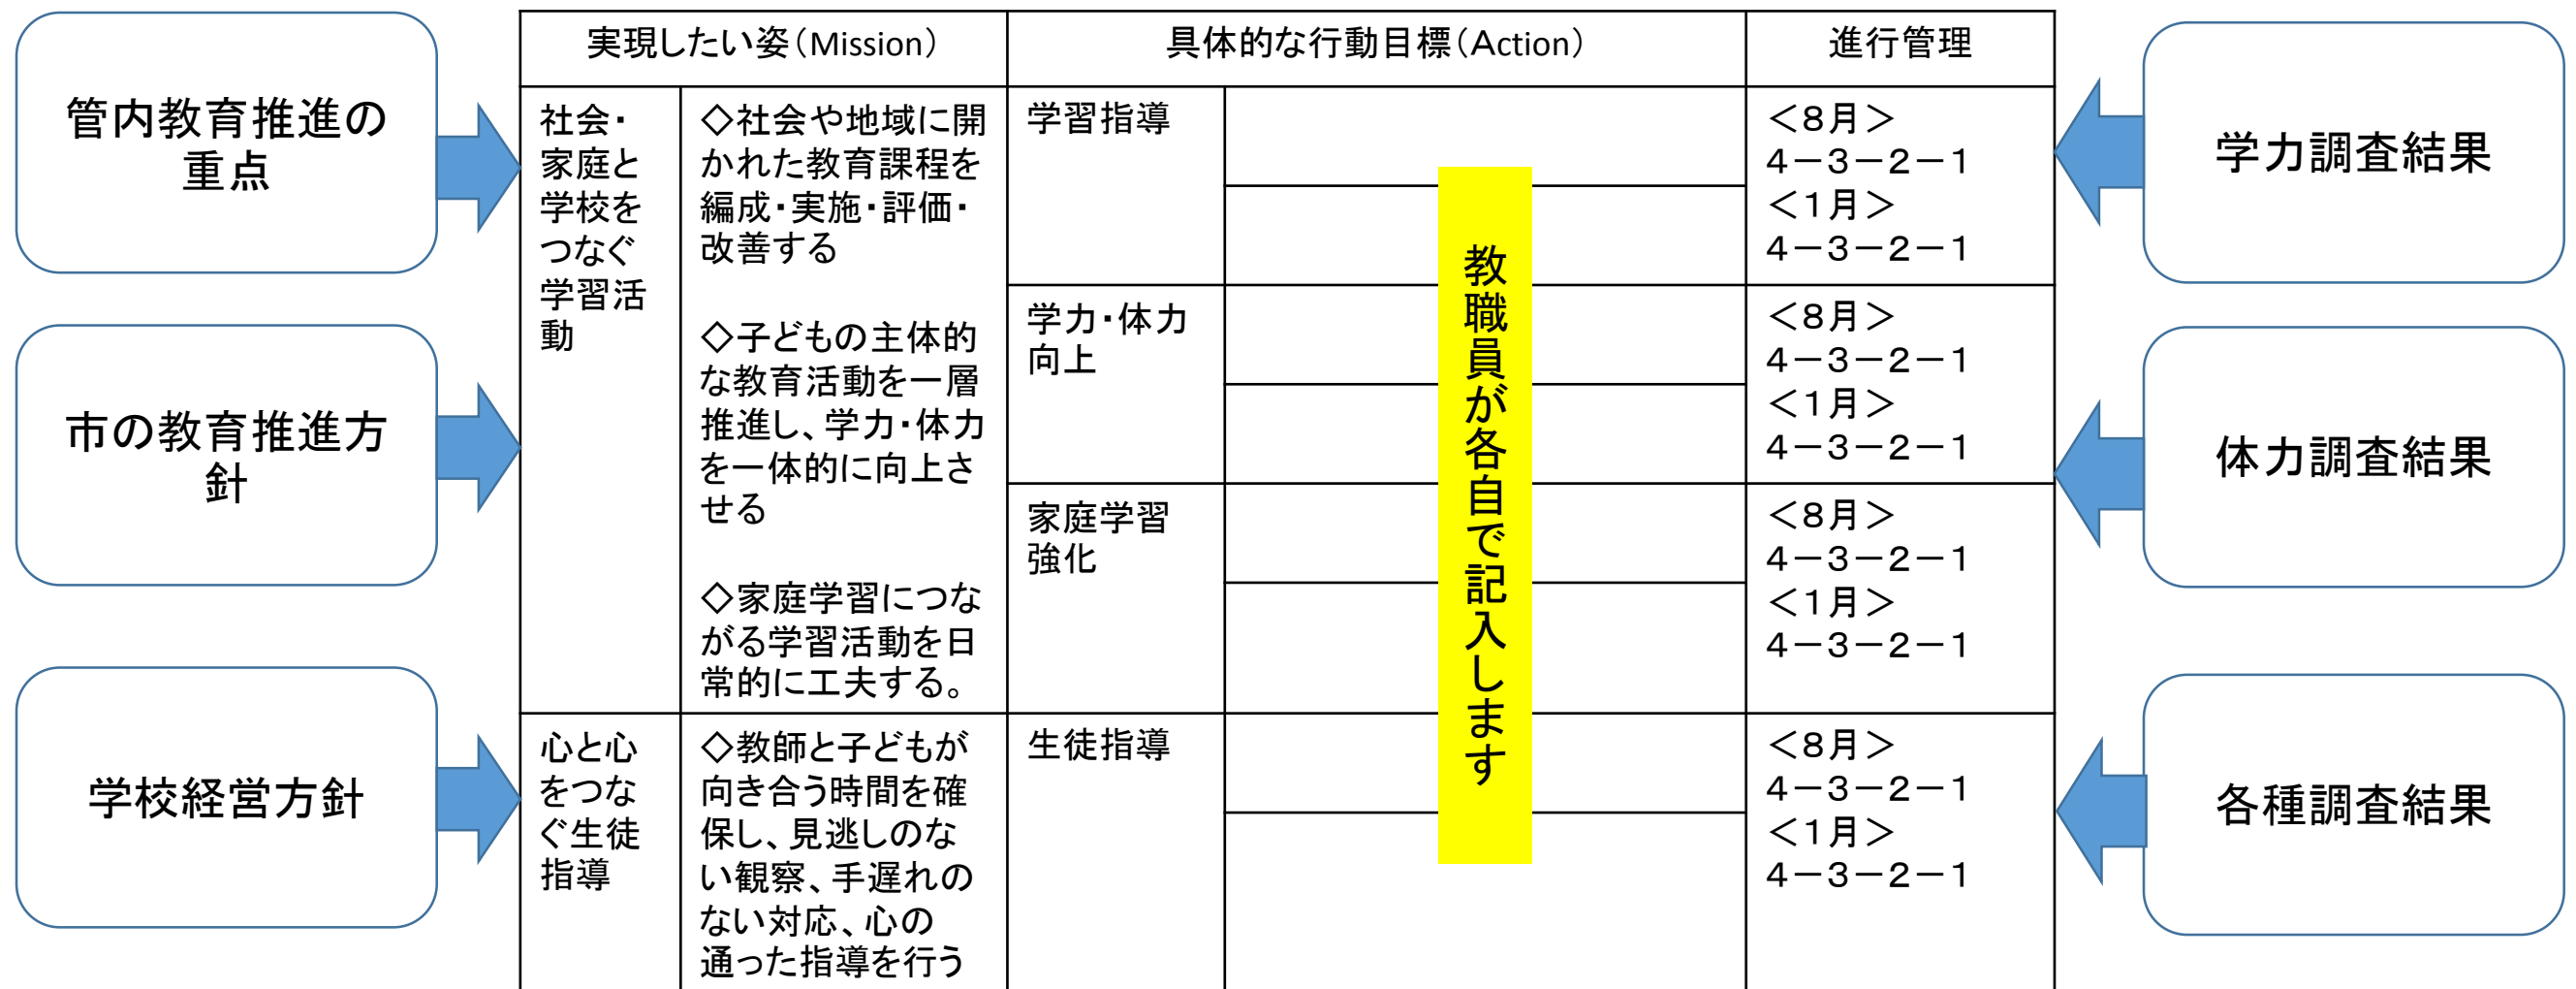 管内教育推進の
重点
市の教育推進方
針
学校経営方針
実現したい姿（Mission）
具体的な行動目標（Action）
進行管理
社会・
家庭と
学校を
つなぐ
学習活
動
◇社会や地域に開
かれた教育課程を
編成・実施・評価・
改善する
◇子どもの主体的
な教育活動を一層
推進し、学力・体力
を一体的に向上さ
せる
◇家庭学習につな
がる学習活動を日
常的に工夫する。
学習指導
＜８月＞
４－３－２－１
＜１月＞
４－３－２－１
学力・体力
向上
＜８月＞
４－３－２－１
＜１月＞
４－３－２－１
家庭学習
強化
＜８月＞
４－３－２－１
＜１月＞
４－３－２－１
心と心
をつな
ぐ生徒
指導
◇教師と子どもが
向き合う時間を確
保し、見逃しのな
い観察、手遅れの
ない対応、心の
通った指導を行う
生徒指導
＜８月＞
４－３－２－１
＜１月＞
４－３－２－１
教職員が各自で記入します
学力調査結果
体力調査結果
各種調査結果